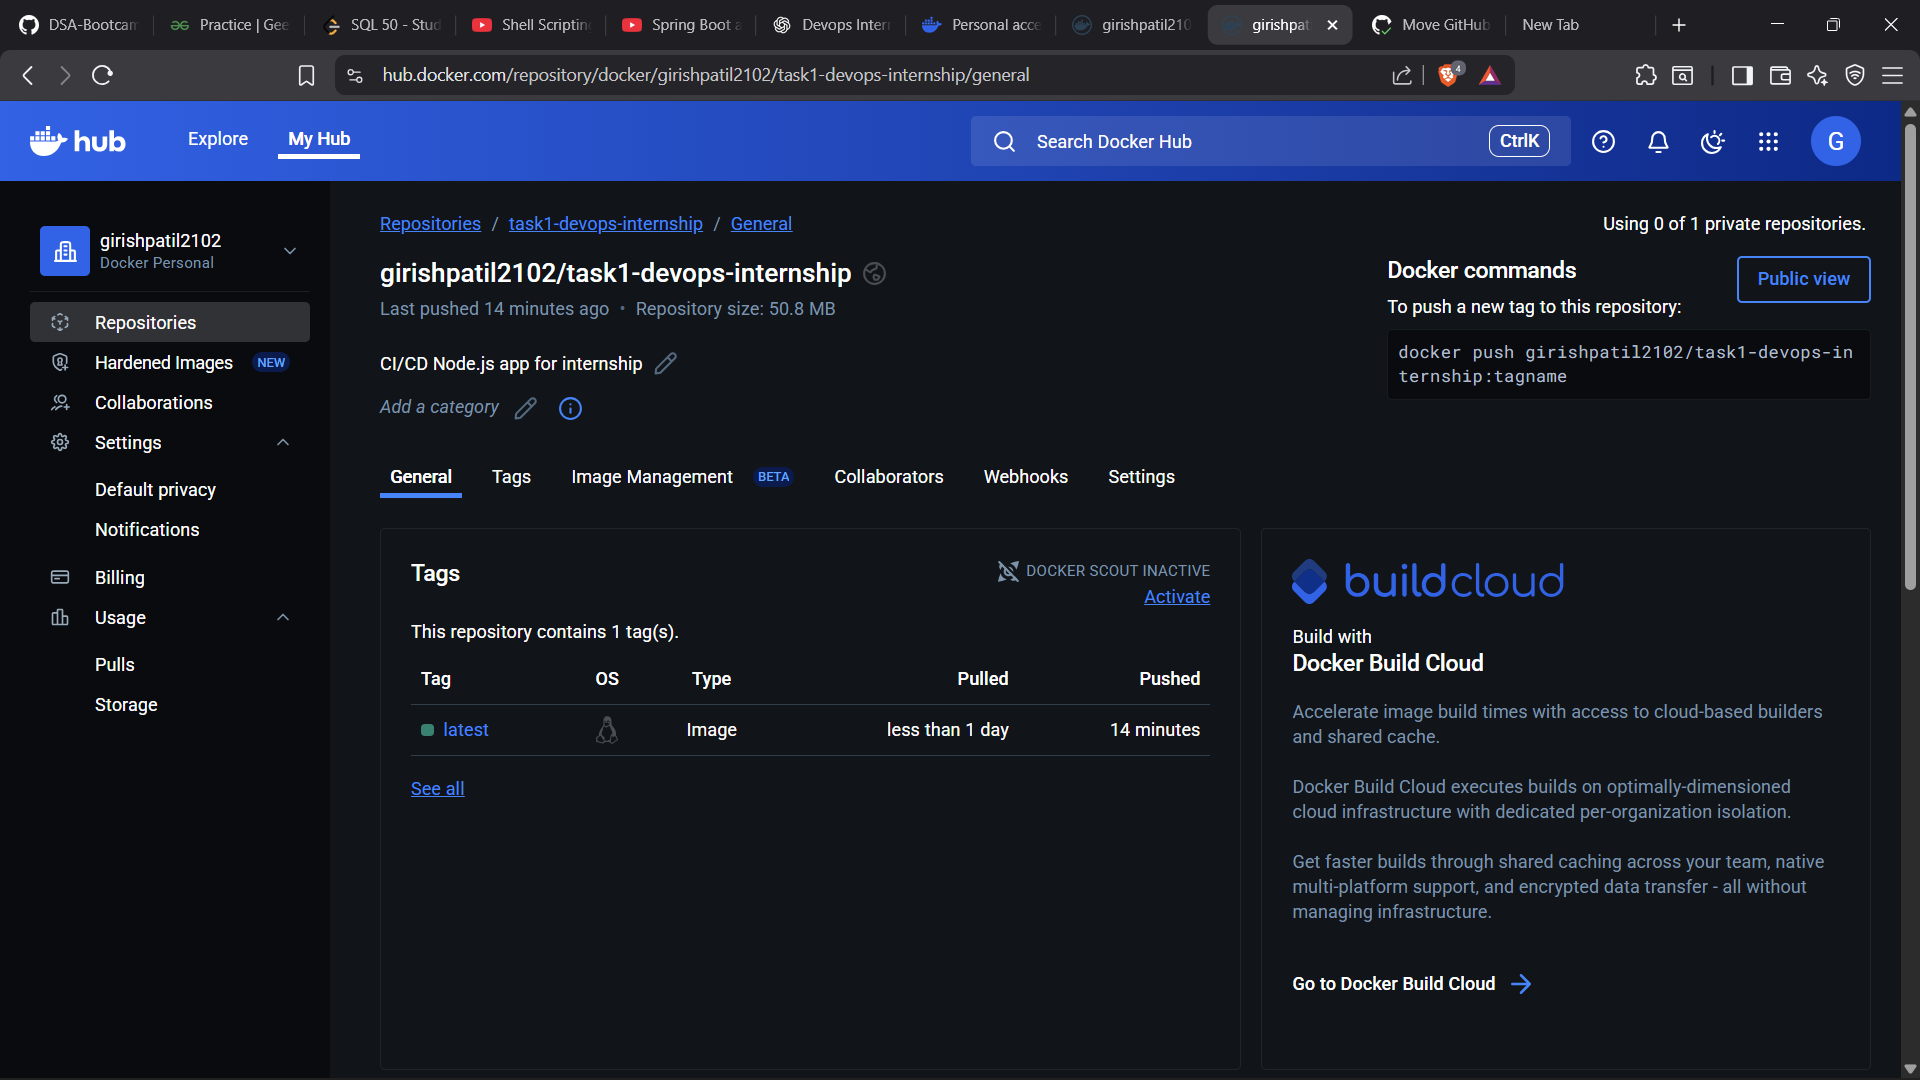 DSA-Bootcam
Practice | Gee
SQL 50 - Stud
Shell Scripting
Spring Boot a
Devops Intern
Personal acce
girishpatil210
girishpat
Move GitHub
New Tab
hub.docker.com/repository/docker/girishpatil2102/task1-devops-internship/general
4
hub
Explore
My Hub
Search Docker Hub
CtrlK
G
girishpatil2102
Docker Personal
Repositories
Hardened Images NEW
Collaborations
Settings
Default privacy
Notifications
Billing
Usage
Pulls
Storage
Repositories / task1-devops-internship / General
Using 0 of 1 private repositories.
girishpatil2102/task1-devops-internship
Last pushed 14 minutes ago • Repository size: 50.8 MB
CI/CD Node.js app for internship
Add a category
Docker commands
Public view
To push a new tag to this repository:
docker push girishpatil2102/task1-devops-in
ternship:tagname
General Tags Image Management BETA Collaborators Webhooks Settings
Tags
DOCKER SCOUT INACTIVE
Activate
This repository contains 1 tag(s).
Tag OS Type Pulled Pushed
latest Image less than 1 day 14 minutes
See all
buildcloud
Build with
Docker Build Cloud
Accelerate image build times with access to cloud-based builders
and shared cache.
Docker Build Cloud executes builds on optimally-dimensioned
cloud infrastructure with dedicated per-organization isolation.
Get faster builds through shared caching across your team, native
multi-platform support, and encrypted data transfer - all without
managing infrastructure.
Go to Docker Build Cloud